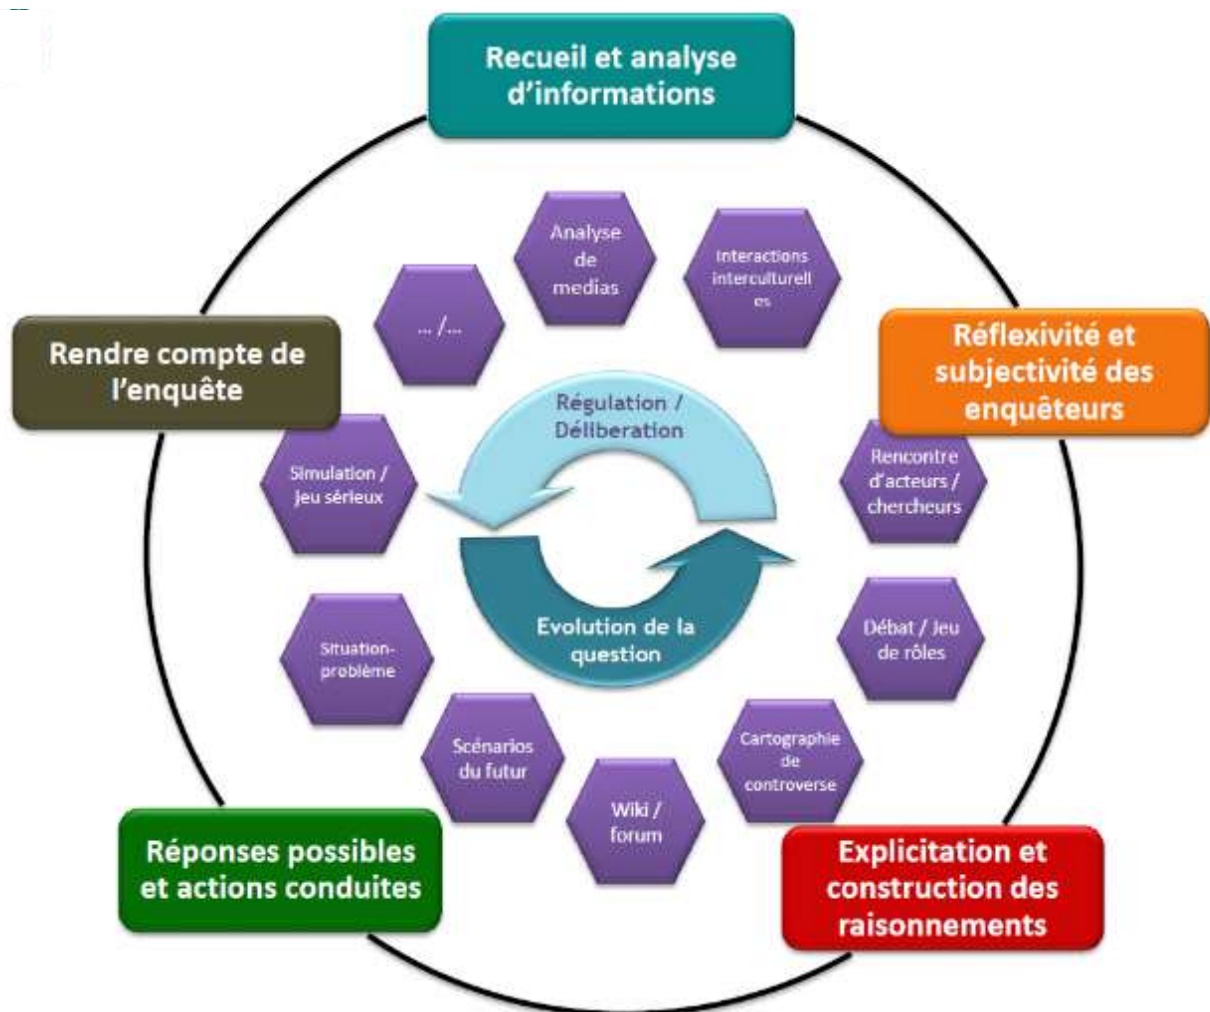 Recueil et analyse
d'informations
Analyse
de
medias
Interactions
interculturell
es
... /...
Rendre compte de
l'enquête
Réflexivité et
subjectivité des
enquêteurs
Régulation /
Déliberation
Simulation /
jeu sérieux
Rencontre
d'acteurs /
chercheurs
Evolution de la
question
Situation-
problème
Débat / Jeu
de rôles
Scénarios
du futur
Cartographie
de
controverse
Wiki /
forum
Réponses possibles
et actions conduites
Explicitation et
construction des
raisonnements